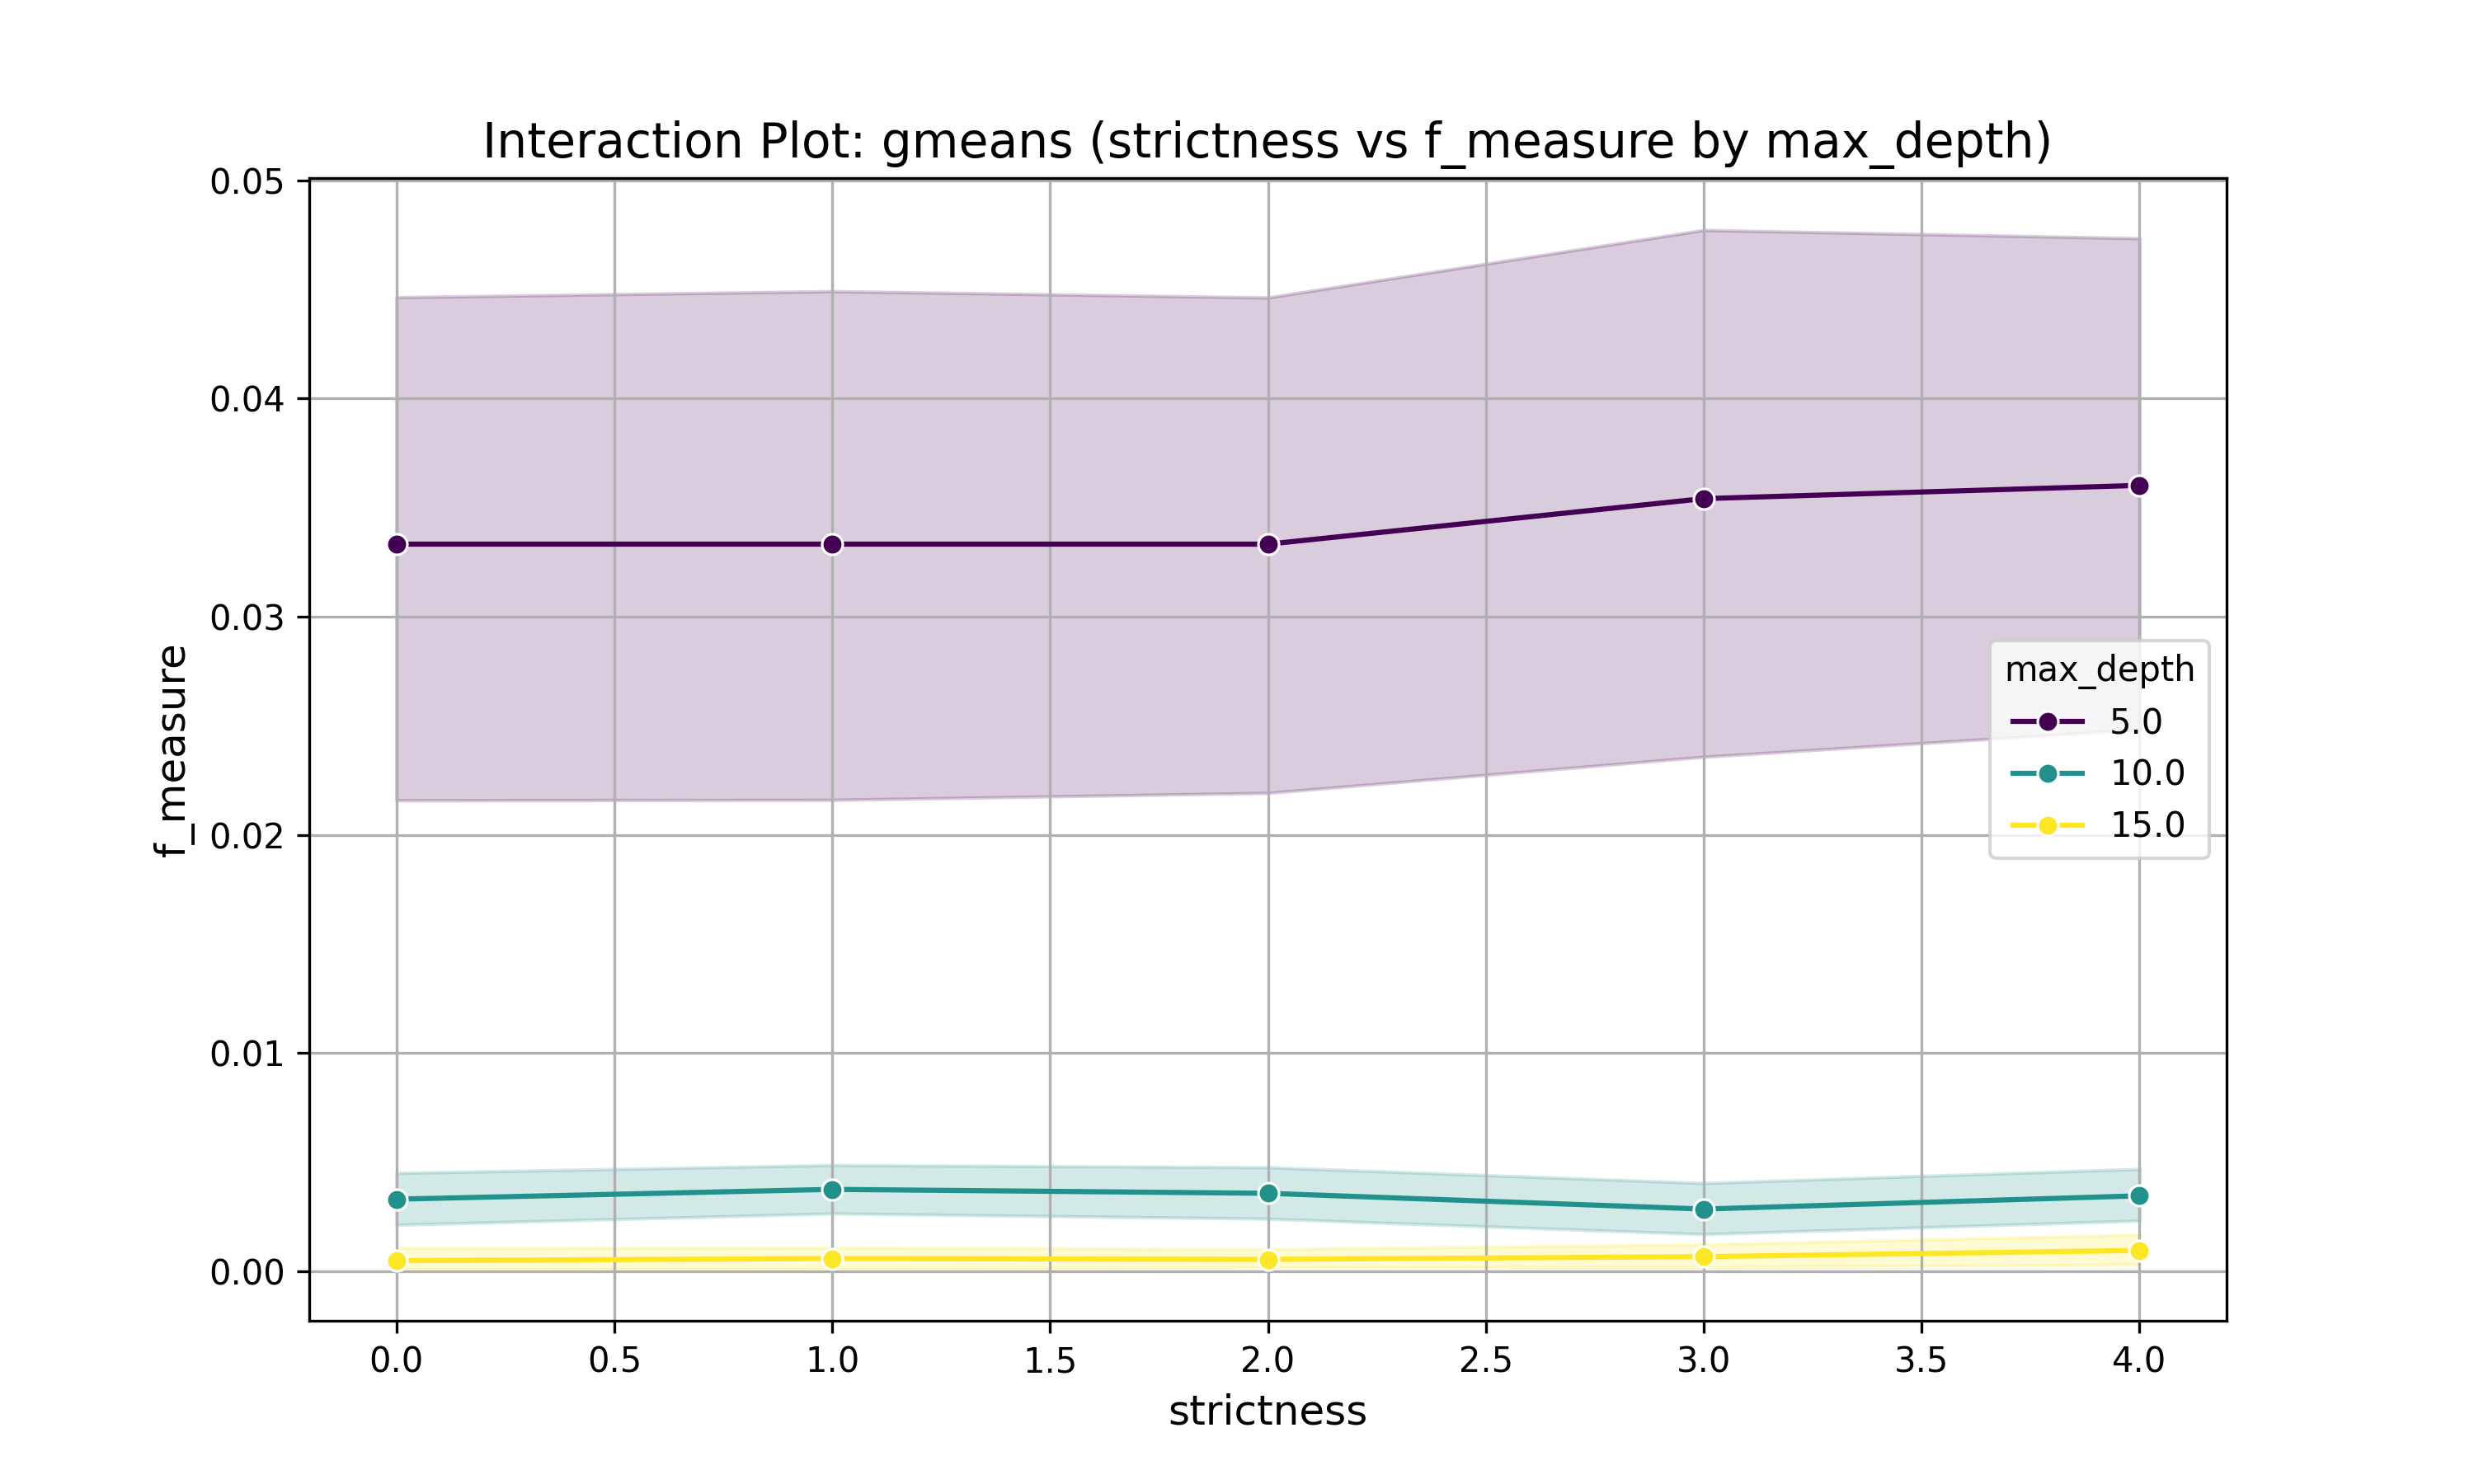 Interaction Plot: gmeans (strictness vs f_measure by max_depth)
0.05
0.04
0.03
0.02
0.01
0.00
f_measure
max_depth
5.0
10.0
15.0
0.0 0.5 1.0 1.5 2.0 2.5 3.0 3.5 4.0
strictness